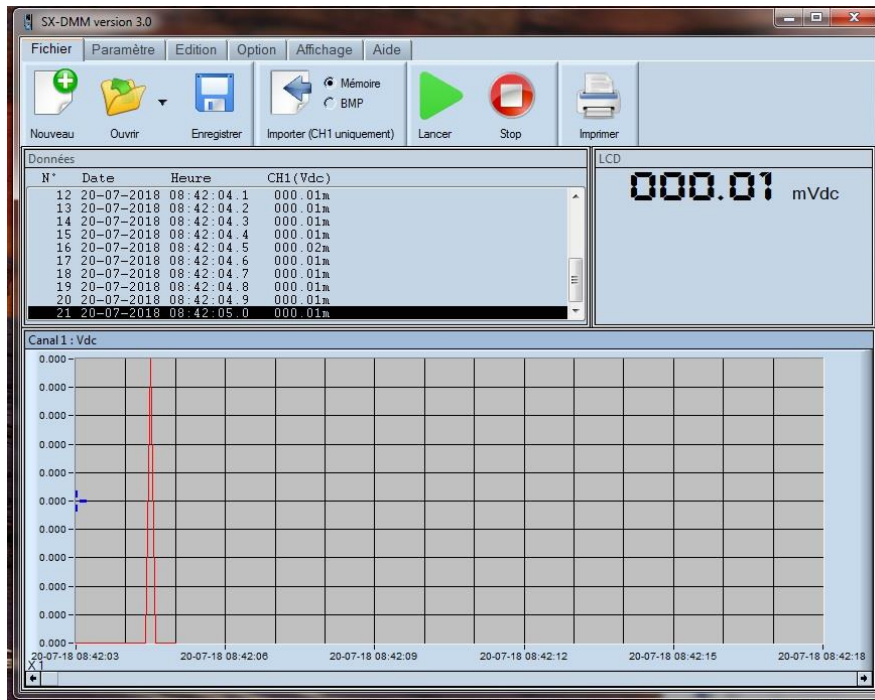 SX-DMM version 3.0
Fichier Paramètre Edition Option Affichage Aide
Mémoire
BMP
Nouveau Ouvrir Enregistrer Importer (CH1 uniquement) Lancer Stop Imprimer
Données
N° Date Heure CH1(Vdc)
12 20-07-2018 08:42:04.1 000.01m
13 20-07-2018 08:42:04.2 000.01m
14 20-07-2018 08:42:04.3 000.01m
15 20-07-2018 08:42:04.4 000.01m
16 20-07-2018 08:42:04.5 000.02m
17 20-07-2018 08:42:04.6 000.01m
18 20-07-2018 08:42:04.7 000.01m
19 20-07-2018 08:42:04.8 000.01m
20 20-07-2018 08:42:04.9 000.01m
21 20-07-2018 08:42:05.0 000.01m
LCD
000.01 mVdc
Canal 1 : Vdc
0.000
0.000
0.000
0.000
0.000
0.000
0.000
0.000
0.000
0.000
0.000
20-07-18 08:42:03 20-07-18 08:42:06 20-07-18 08:42:09 20-07-18 08:42:12 20-07-18 08:42:15 20-07-18 08:42:18
X1